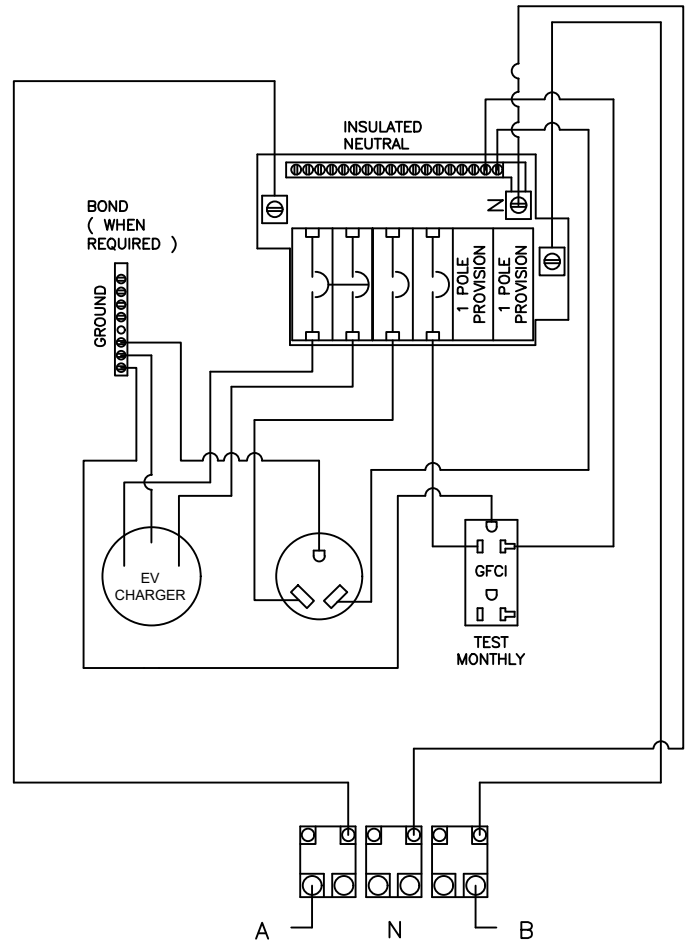 INSULATED
NEUTRAL
BOND
( WHEN
REQUIRED )
N
GROUND
1 POLE
PROVISION
1 POLE
PROVISION
EV
CHARGER
GFCI
TEST
MONTHLY
A
N
B